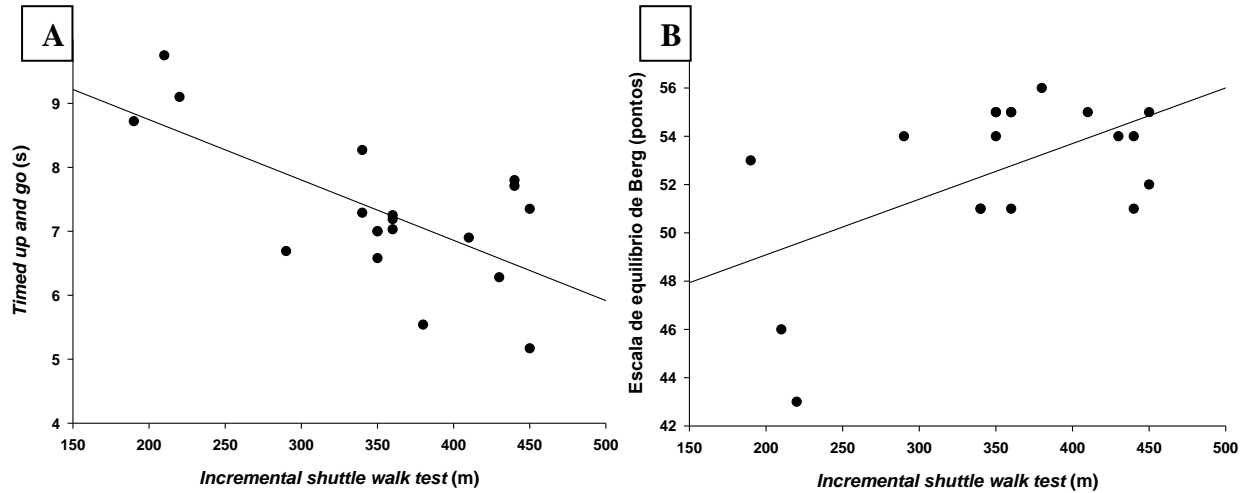 A
Timed up and go (s)
9
8
7
6
5
4
150 200 250 300 350 400 450 500
Incremental shuttle walk test (m)
B
Escala de equilíbrio de Berg (pontos)
56
54
52
50
48
46
44
42
150 200 250 300 350 400 450 500
Incremental shuttle walk test (m)